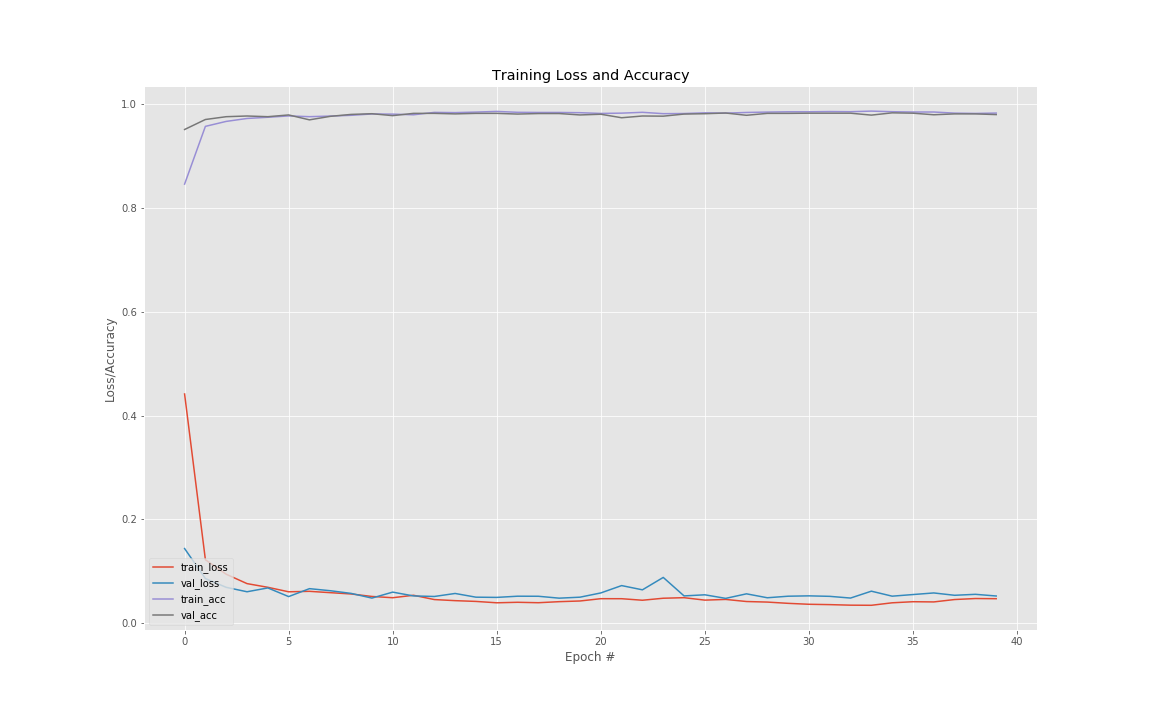 Training Loss and Accuracy
Loss/Accuracy
1.0
0.8
0.6
0.4
0.2
0.0
train_loss
val_loss
train_acc
val_acc
0 5 10 15 20 25 30 35 40
Epoch #